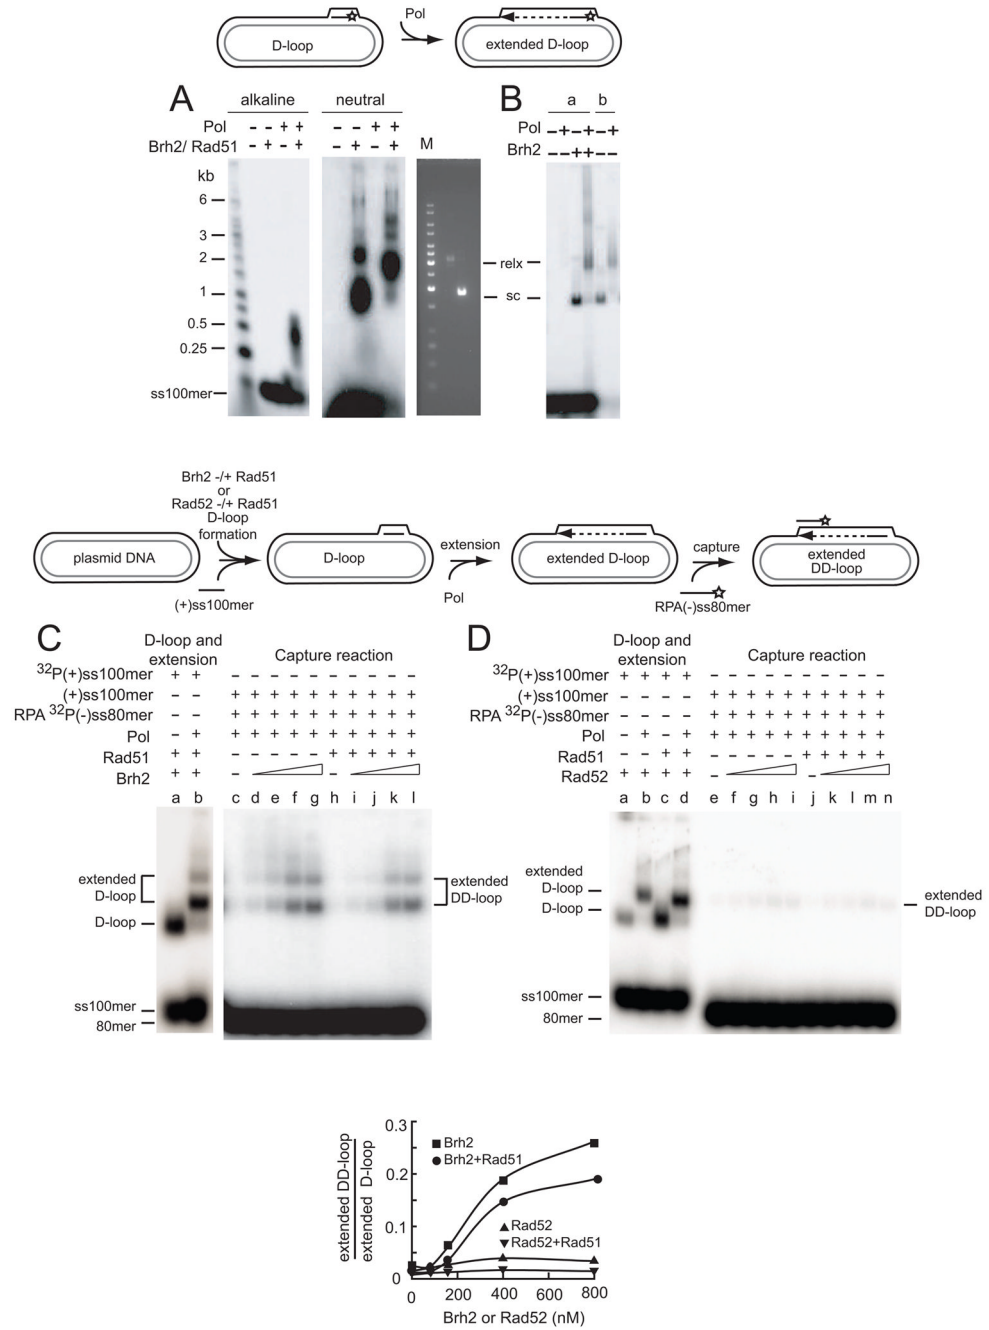 D-loop
Pol
extended D-loop
A
alkaline
neutral
B
a b
Pol - - + + - - + + Pol - + - + - +
Brh2/ Rad51 - + - + - + - + M Brh2 - - + + - -
kb
6
3
2
1
0.5
0.25
ss100mer
relx
sc
Brh2 -/+ Rad51
or
Rad52 -/+ Rad51
D-loop
formation
plasmid DNA
(+)ss100mer
D-loop
extension
Pol
extended D-loop
capture
RPA(-)ss80mer
extended
DD-loop
C
D-loop and
extension
Capture reaction
32P(+)ss100mer + + - - - - - - - - - -
(+)ss100mer - - + + + + + + + + + +
RPA 32P(-)ss80mer - - + + + + + + + + + +
Pol - + + + + + + + + + + +
Rad51 + + - - - - - + + + + +
Brh2 + + - -
a b c d e f g h i j k l
extended
D-loop
D-loop
ss100mer
80mer
extended
DD-loop
D
D-loop and
extension
Capture reaction
32P(+)ss100mer + + + + - - - - - - - - - -
(+)ss100mer - - - - + + + + + + + + + +
RPA 32P(-)ss80mer - - - - + + + + + + + + + +
Pol - + - + + + + + + + + + + +
Rad51 - - + + - - - - - + + + + +
Rad52 + + + + - -
a b c d e f g h i j k l m n
extended
D-loop
D-loop
ss100mer
80mer
extended
DD-loop
extended DD-loop
extended D-loop
0.3
0.2
0.1
0
Brh2
Brh2+Rad51
Rad52
Rad52+Rad51
0 200 400 600 800
Brh2 or Rad52 (nM)